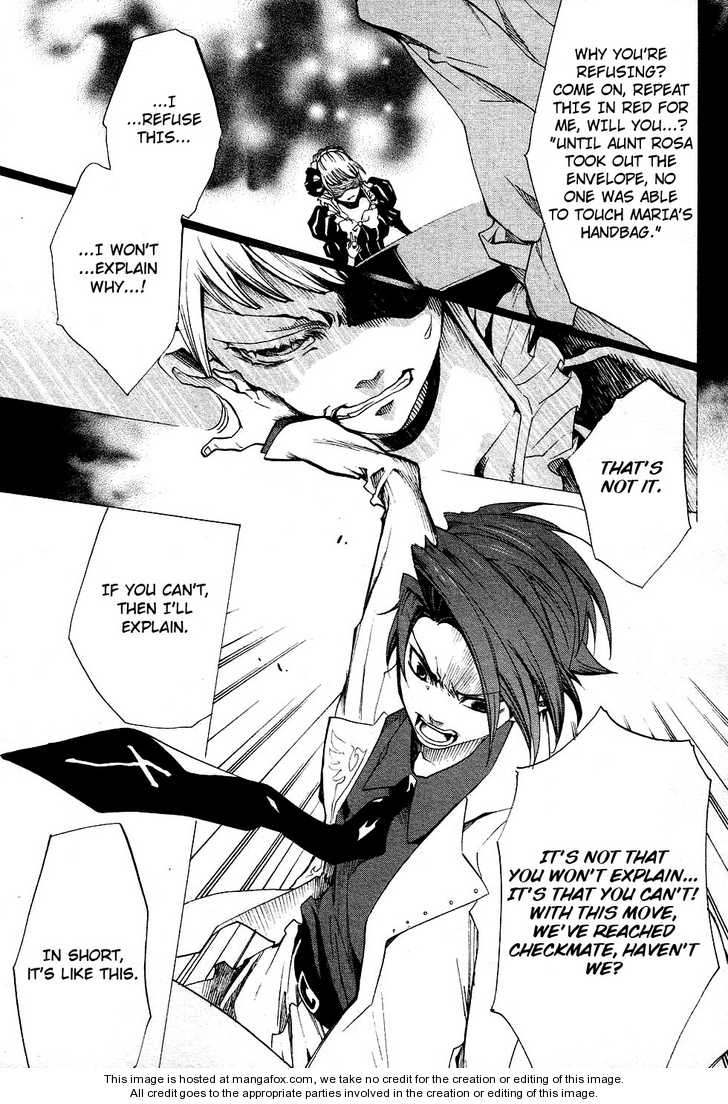 WHY YOU'RE
REFUSING?
COME ON, REPEAT
THIS IN RED FOR
ME, WILL YOU...?
"UNTIL AUNT ROSA
TOOK OUT THE
ENVELOPE, NO
ONE WAS ABLE
TO TOUCH MARIA'S
HANDBAG."
...I
...REFUSE
THIS...
...I WON'T
...EXPLAIN
WHY...!
THAT'S
NOT IT.
IF YOU CAN'T,
THEN I'LL
EXPLAIN.
IT'S NOT THAT
YOU WON'T EXPLAIN...
IT'S THAT YOU CAN'T!
WITH THIS MOVE,
WE'VE REACHED
CHECKMATE, HAVEN'T
WE?
IN SHORT,
IT'S LIKE THIS.
This image is hosted at mangafox.com, we take no credit for the creation or editing of this image.
All credit goes to the appropriate parties involved in the creation or editing of this image.